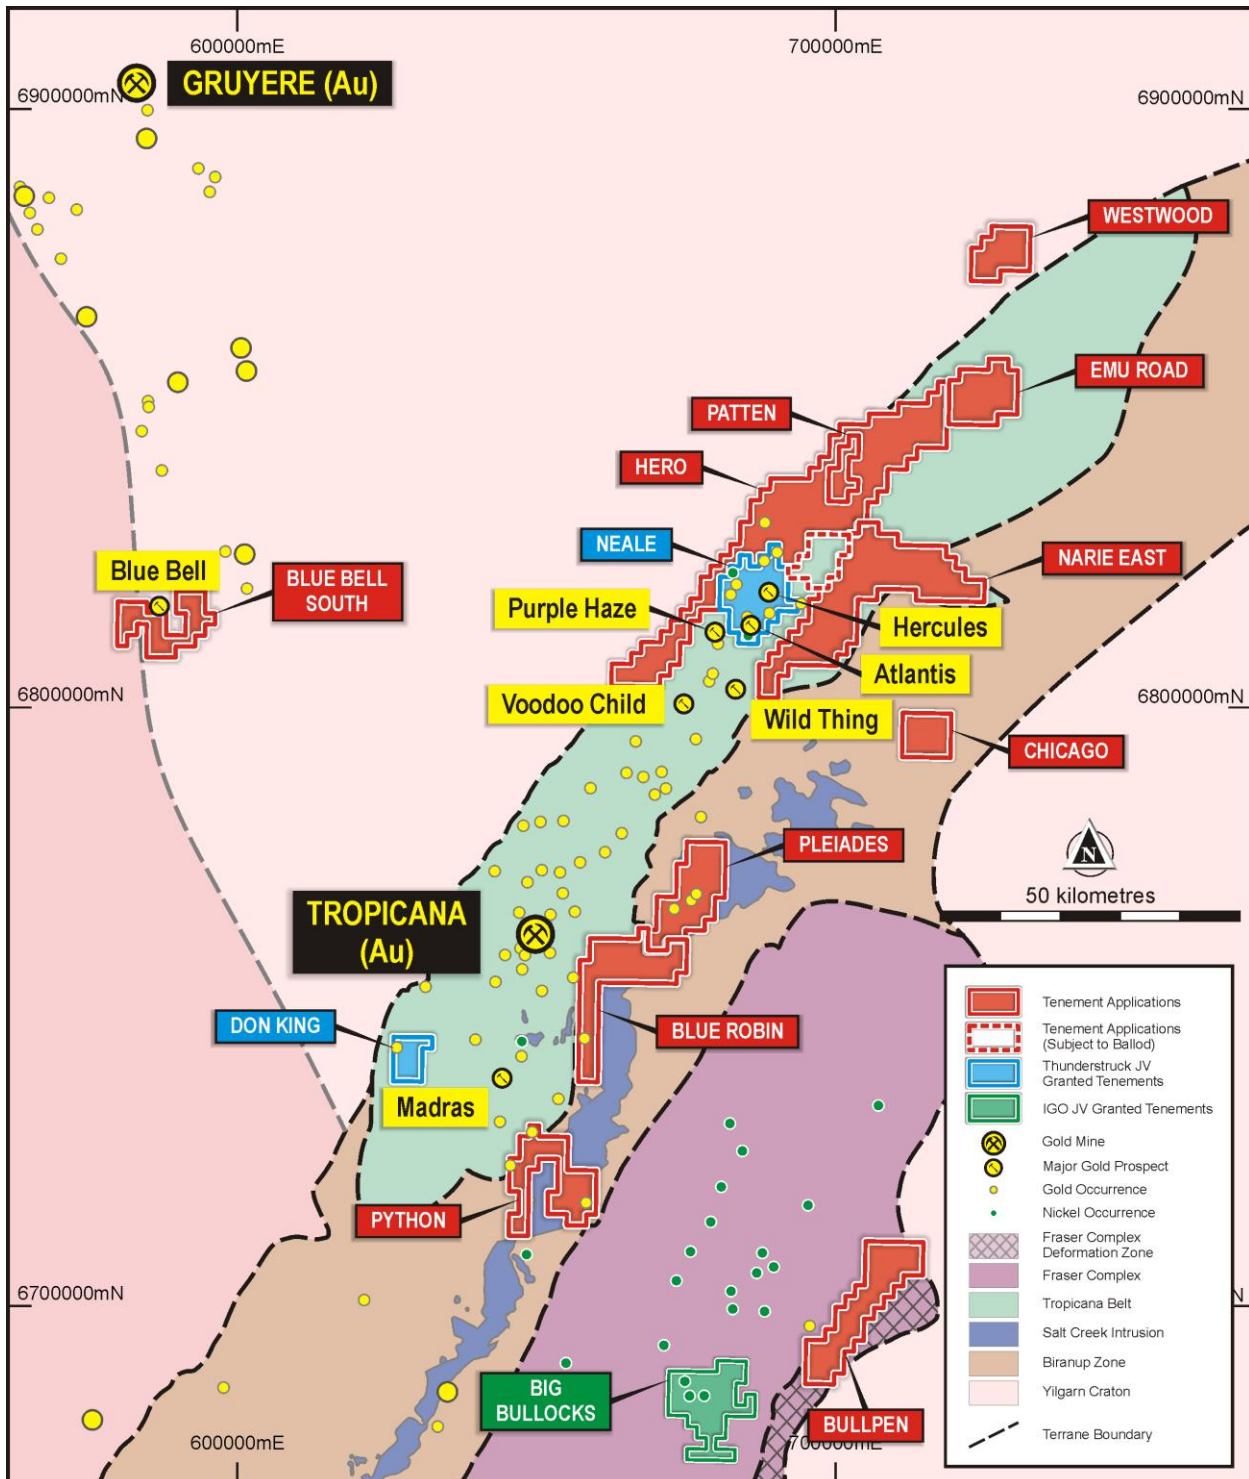 600000mE
700000mE
GRUYERE (Au)
6900000mN
6900000mN
WESTWOOD
EMU ROAD
PATTEN
HERO
NEALE
NARIE EAST
Blue Bell
BLUE BELL
SOUTH
Purple Haze
Hercules
Atlantis
6800000mN
Voodoo Child
Wild Thing
6800000mN
CHICAGO
PLEIADES
N
50 kilometres
TROPICANA
(Au)
DON KING
BLUE ROBIN
Madras
PYTHON
6700000mN
N
BIG
BULLOCKS
BULLPEN
600000mE
700000mE
Tenement Applications
Tenement Applications
(Subject to Ballod)
Thunderstruck JV
Granted Tenements
IGO JV Granted Tenements
Gold Mine
Major Gold Prospect
Gold Occurrence
Nickel Occurrence
Fraser Complex
Deformation Zone
Fraser Complex
Tropicana Belt
Salt Creek Intrusion
Biranup Zone
Yilgarn Craton
Terrane Boundary